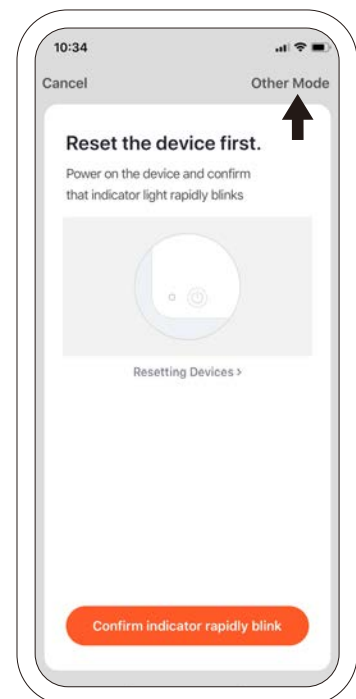 10:34
Cancel Other Mode
Reset the device first.
Power on the device and confirm
that indicator light rapidly blinks
Resetting Devices >
Confirm indicator rapidly blink